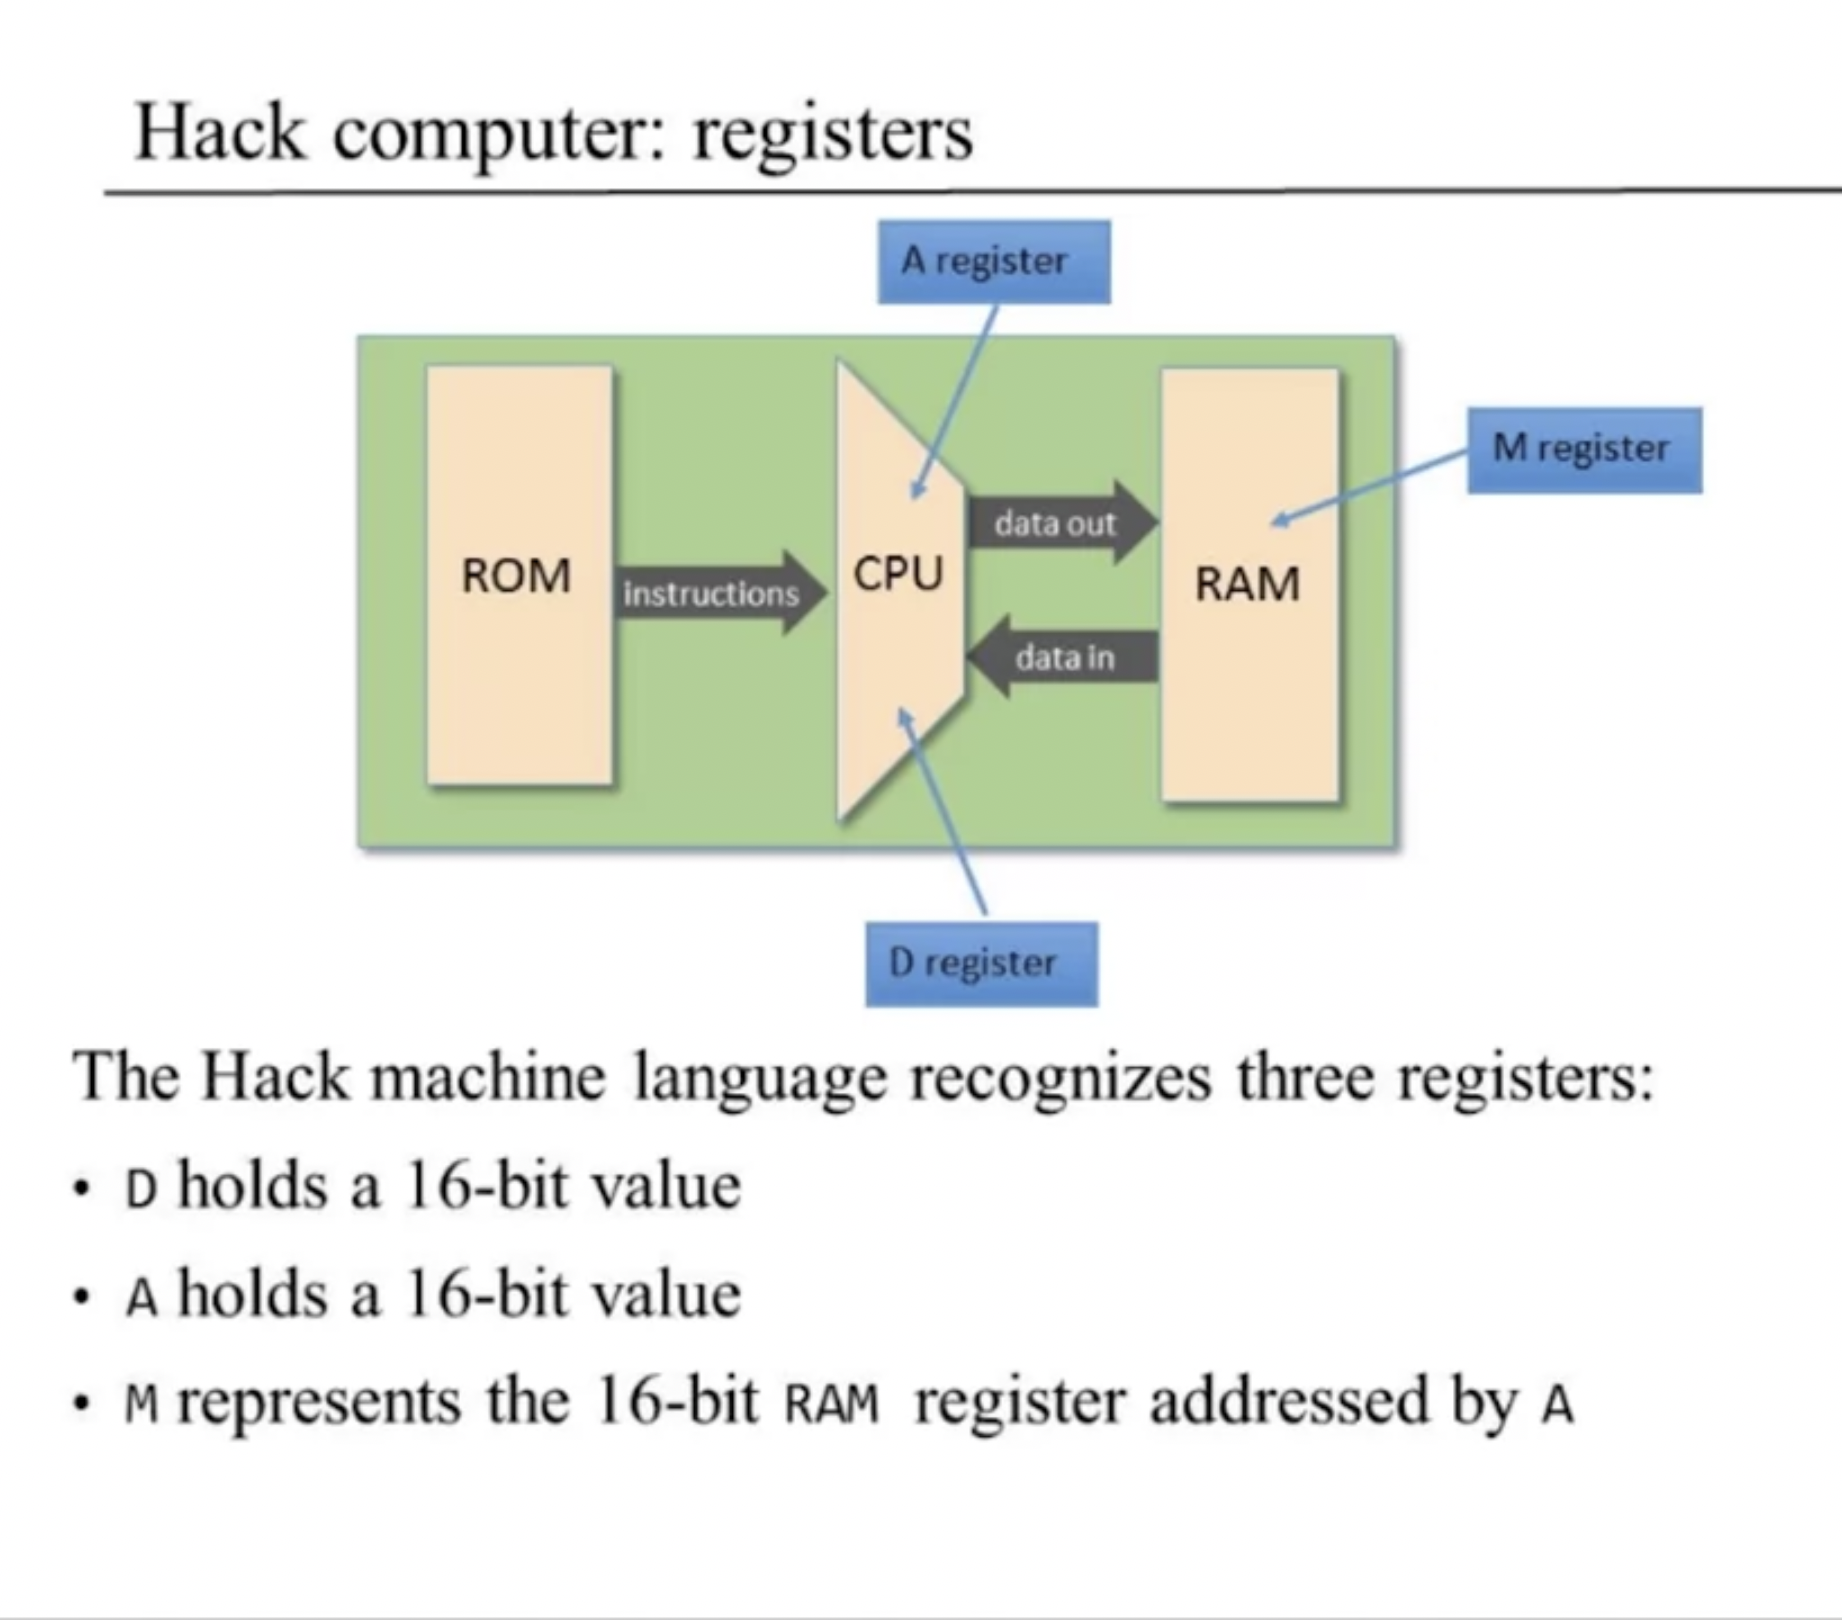 Hack computer: registers
A register
M register
ROM
instructions
CPU
data out
data in
RAM
D register
The Hack machine language recognizes three registers:
• D holds a 16-bit value
• A holds a 16-bit value
• M represents the 16-bit RAM register addressed by A